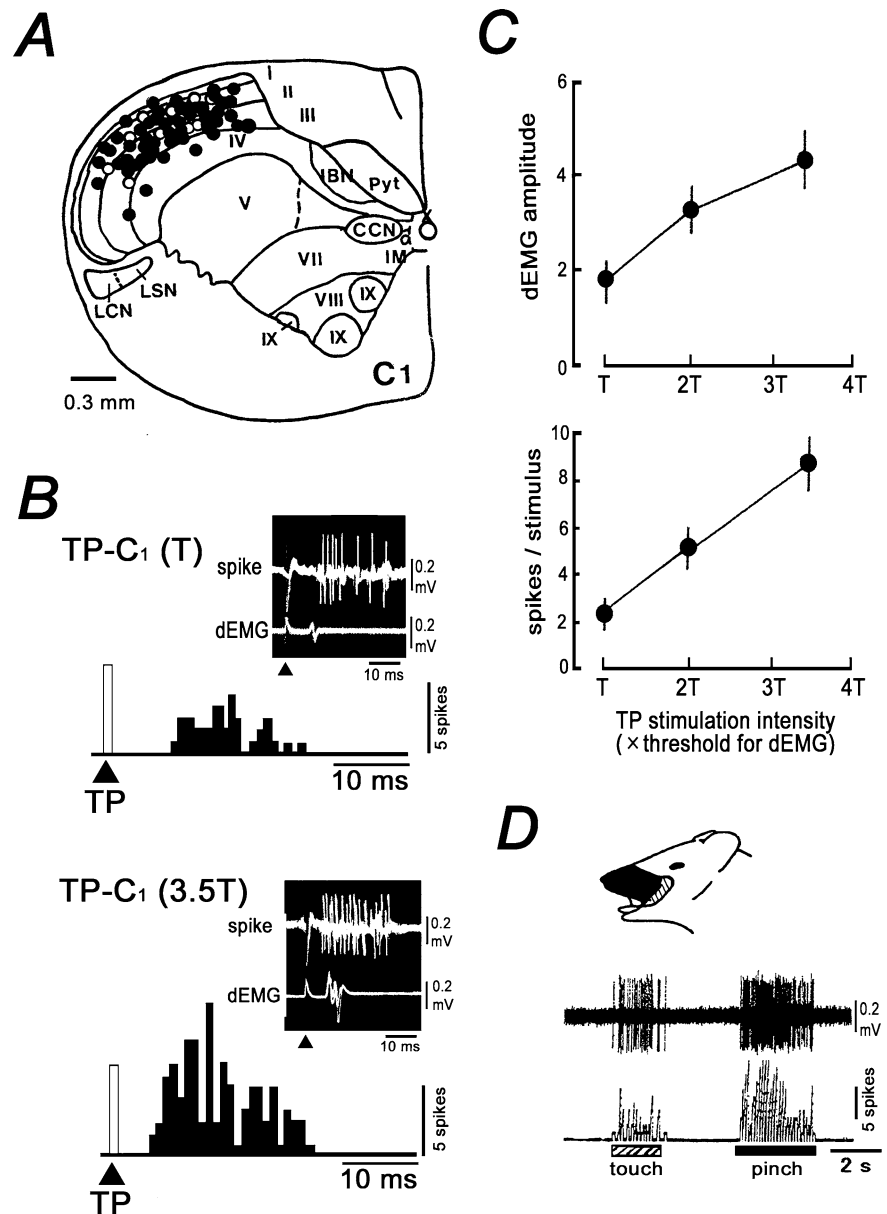 A
I
II
III
IV
IBN
Pyt
V
CCN
VII
IM
VIII
IX
LSN
LCN
IX
IX
C1
0.3 mm
B
TP-C1 (T)
spike
0.2
mV
dEMG
0.2
mV
10 ms
5 spikes
10 ms
TP
TP-C1 (3.5T)
spike
0.2
mV
dEMG
0.2
mV
10 ms
5 spikes
10 ms
TP
C
dEMG amplitude
6
4
2
0
T 2T 3T 4T
spikes / stimulus
10
8
6
4
2
0
T 2T 3T 4T
TP stimulation intensity
(×threshold for dEMG)
D
0.2
mV
5 spikes
touch pinch 2 s